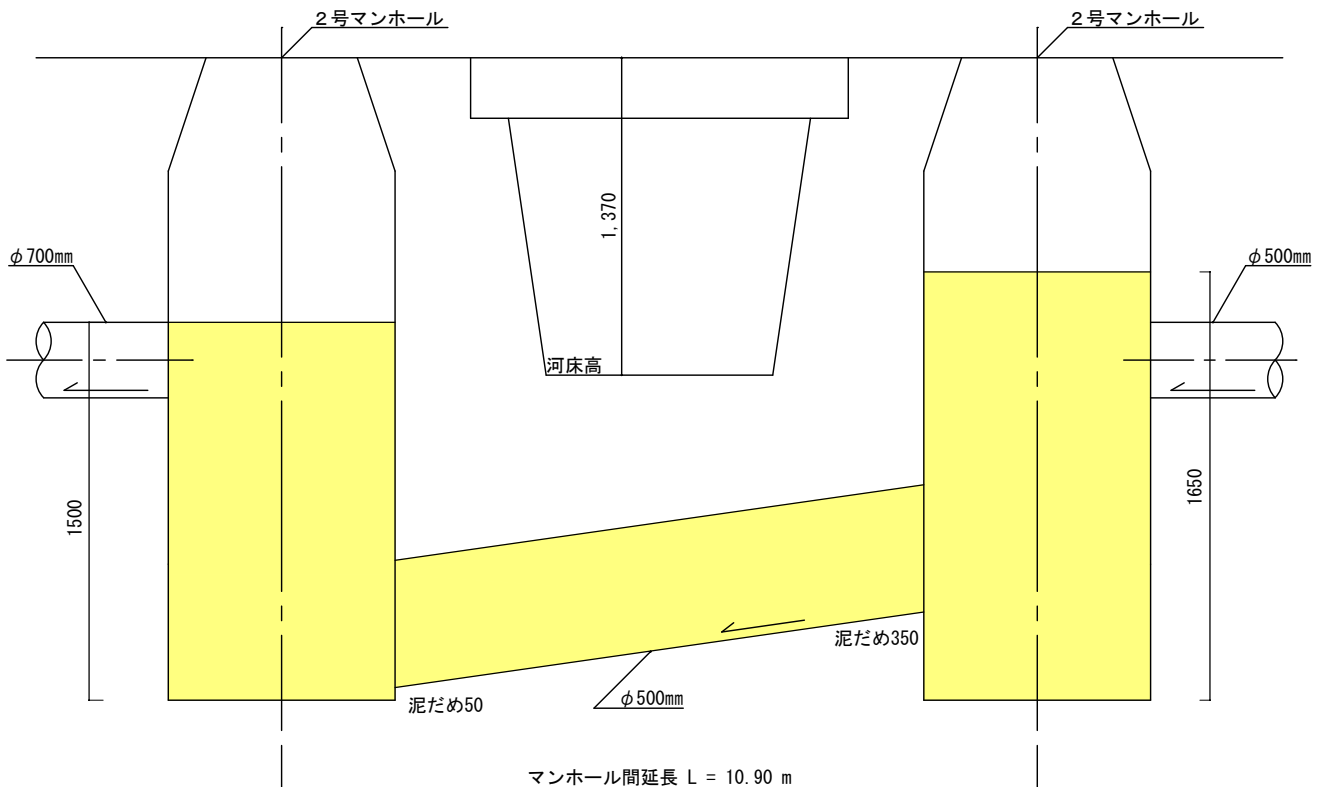 ２号マンホール
２号マンホール
1,370
φ700mm
φ500mm
河床高
1500
1650
泥だめ350
φ500mm
泥だめ50
マンホール間延長 L = 10.90 m